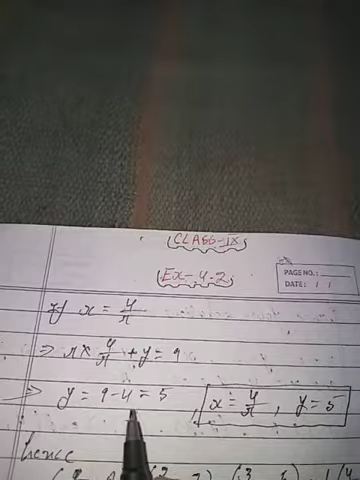 CLASS-IX
Ex-4.2
PAGE NO.:
DATE: / /
If x = 4/π
⇒ π × 4/π + y = 9
⇒ y = 9-4 = 5, x = 4/π, y = 5
hence